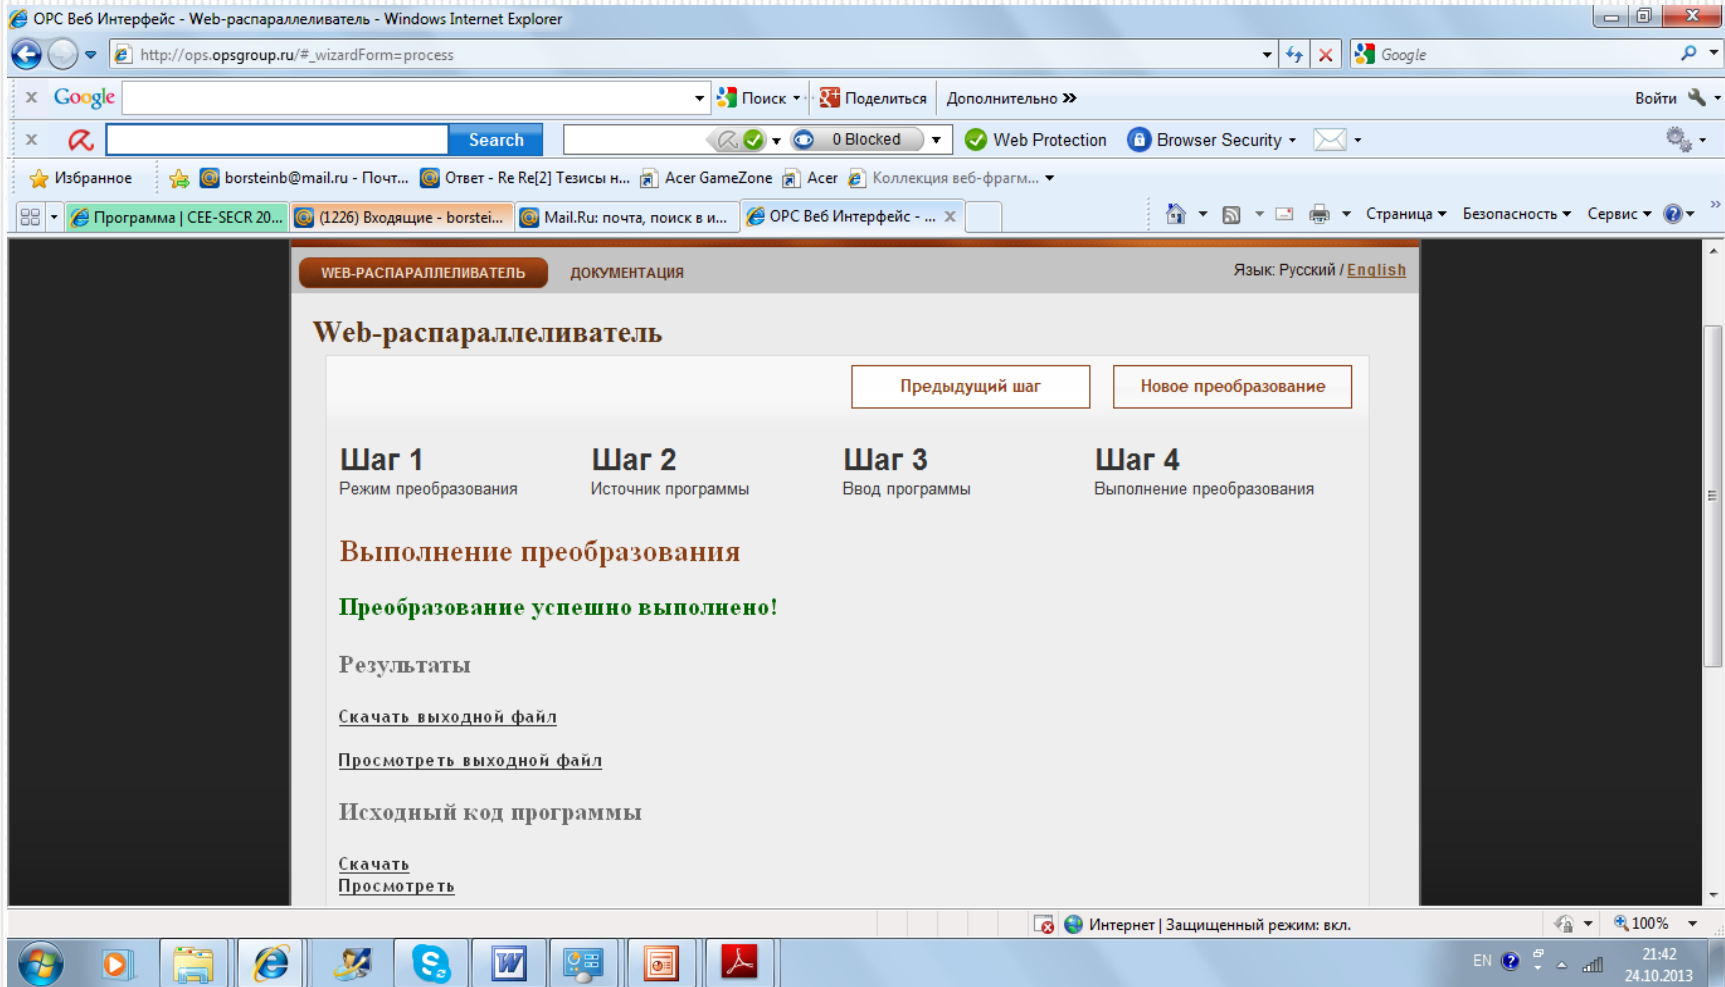 ОРС Веб Интерфейс - Web-распараллеливатель - Windows Internet Explorer
http://ops.opsgroup.ru/#_wizardForm=process
Google
x Google Поиск Поделиться Дополнительно Войти
x Search 0 Blocked Web Protection Browser Security
Избранное borsteinb@mail.ru - Почт... Ответ - Re Re[2] Тезисы н... Acer GameZone Acer Коллекция веб-фрагм...
Программа | CEE-SECR 20... (1226) Входящие - borstei... Mail.Ru: почта, поиск в и... ОРС Веб Интерфейс - ... Страница Безопасность Сервис
WEB-РАСПАРАЛЛЕЛИВАТЕЛЬ ДОКУМЕНТАЦИЯ Язык: Русский / English
Web-распараллеливатель
Предыдущий шаг Новое преобразование
Шаг 1 Шаг 2 Шаг 3 Шаг 4
Режим преобразования Источник программы Ввод программы Выполнение преобразования
Выполнение преобразования
Преобразование успешно выполнено!
Результаты
Скачать выходной файл
Просмотреть выходной файл
Исходный код программы
Скачать
Просмотреть
Интернет | Защищенный режим: вкл. 100%
EN 21:42
24.10.2013